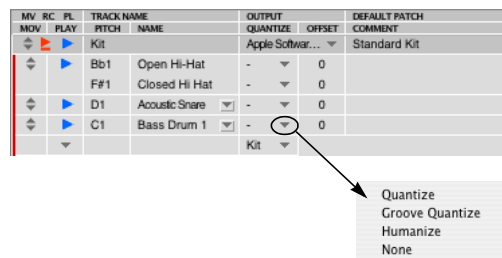 MV RC PL TRACK NAME OUTPUT DEFAULT PATCH
MOV PLAY PITCH NAME QUANTIZE OFFSET COMMENT
Kit Apple Softwar... Standard Kit
Bb1 Open Hi-Hat - 0
F#1 Closed Hi Hat - 0
D1 Acoustic Snare - 0
C1 Bass Drum 1 - 0
Kit
Quantize
Groove Quantize
Humanize
None